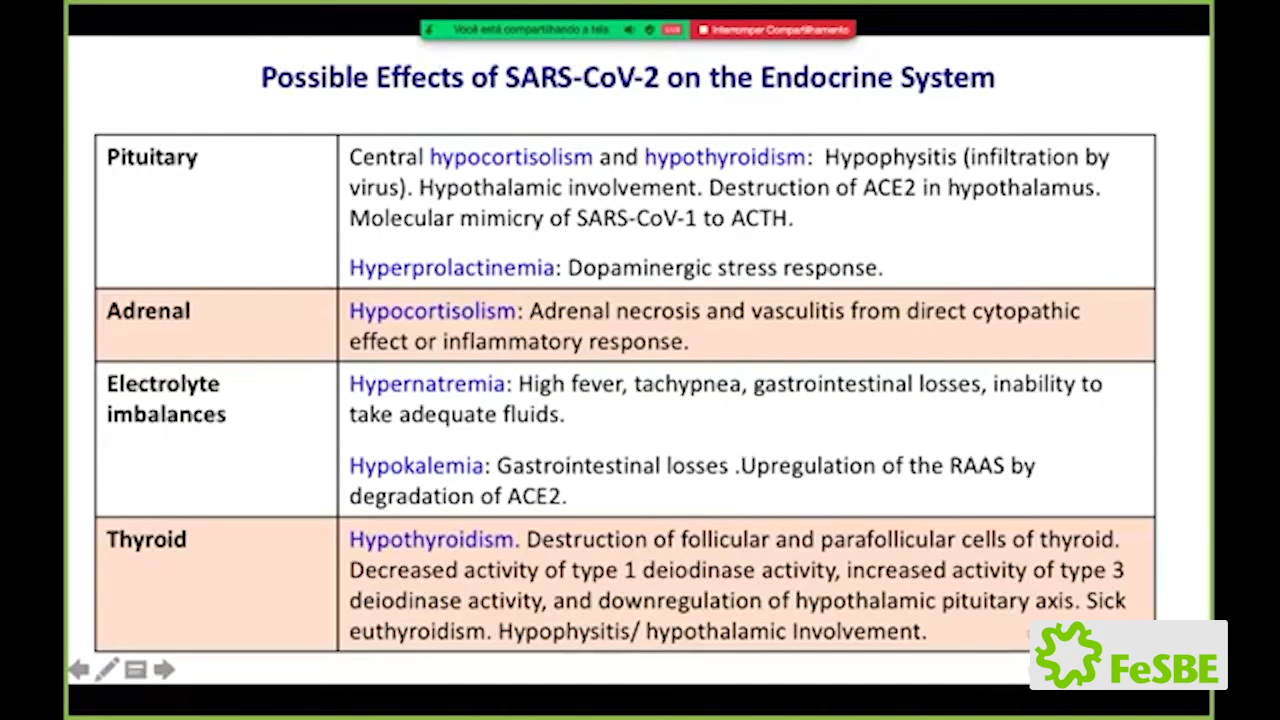 Você está compartilhando a tela
Interromper Compartilhamento
Possible Effects of SARS-CoV-2 on the Endocrine System
Pituitary
Central hypocortisolism and hypothyroidism: Hypophysitis (infiltration by
virus). Hypothalamic involvement. Destruction of ACE2 in hypothalamus.
Molecular mimicry of SARS-CoV-1 to ACTH.
Hyperprolactinemia: Dopaminergic stress response.
Adrenal
Hypocortisolism: Adrenal necrosis and vasculitis from direct cytopathic
effect or inflammatory response.
Electrolyte
imbalances
Hypernatremia: High fever, tachypnea, gastrointestinal losses, inability to
take adequate fluids.
Hypokalemia: Gastrointestinal losses .Upregulation of the RAAS by
degradation of ACE2.
Thyroid
Hypothyroidism. Destruction of follicular and parafollicular cells of thyroid.
Decreased activity of type 1 deiodinase activity, increased activity of type 3
deiodinase activity, and downregulation of hypothalamic pituitary axis. Sick
euthyroidism. Hypophysitis/ hypothalamic Involvement.
FeSBE